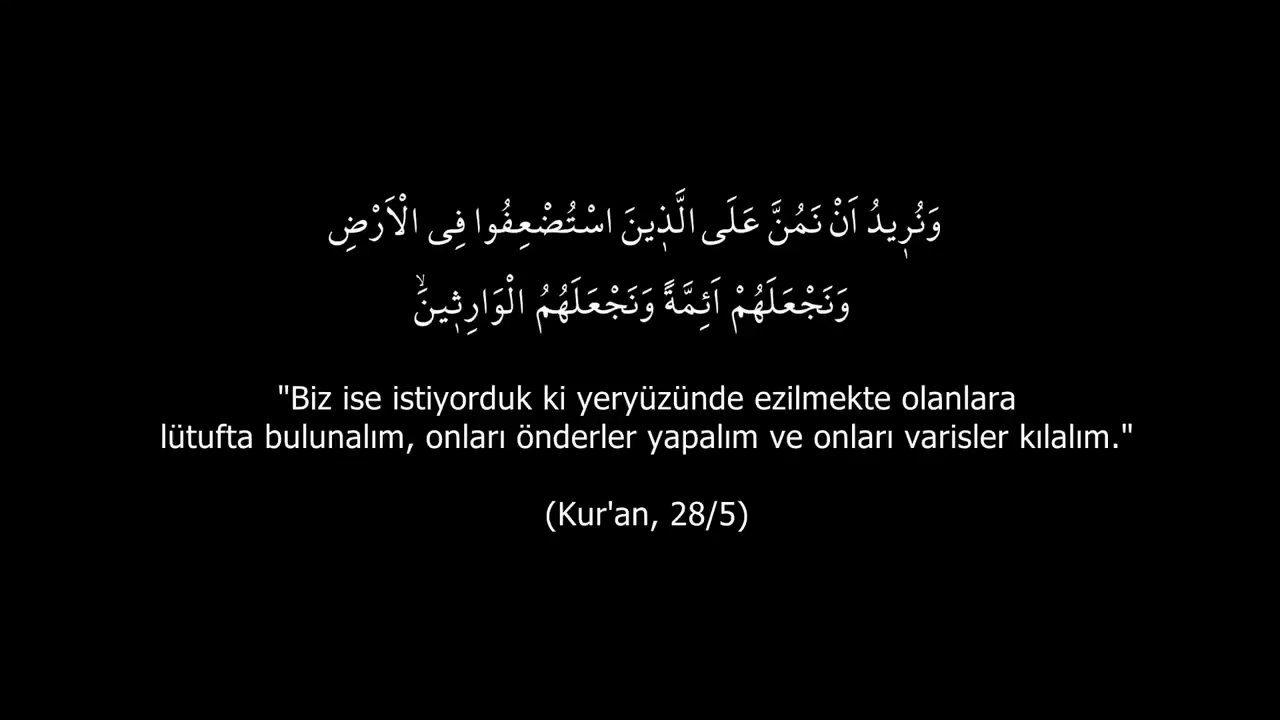 وَنُرٖيدُ اَنْ نَمُنَّ عَلَى الَّذٖينَ اسْتُضْعِفُوا فِى الْاَرْضِ
وَنَجْعَلَهُمْ اَئِمَّةً وَنَجْعَلَهُمُ الْوَارِثٖينَۙ
"Biz ise istiyorduk ki yeryüzünde ezilmekte olanlara
lütufta bulunalım, onları önderler yapalım ve onları varisler kılalım."
(Kur'an, 28/5)